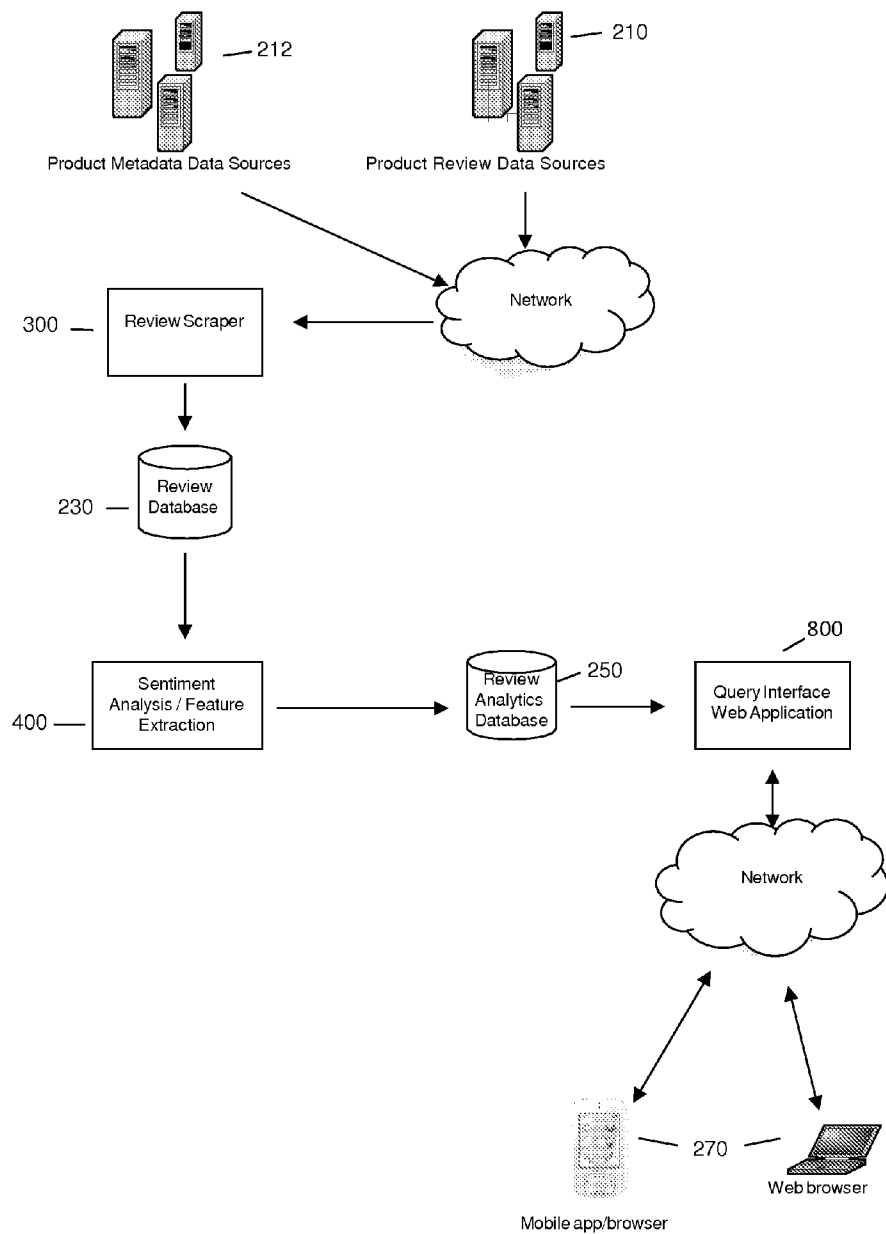 212
210
Product Metadata Data Sources
Product Review Data Sources
Network
300
Review Scraper
230
Review
Database
800
400
Sentiment
Analysis / Feature
Extraction
Review
Analytics
Database
250
Query Interface
Web Application
Network
270
Web browser
Mobile app/browser